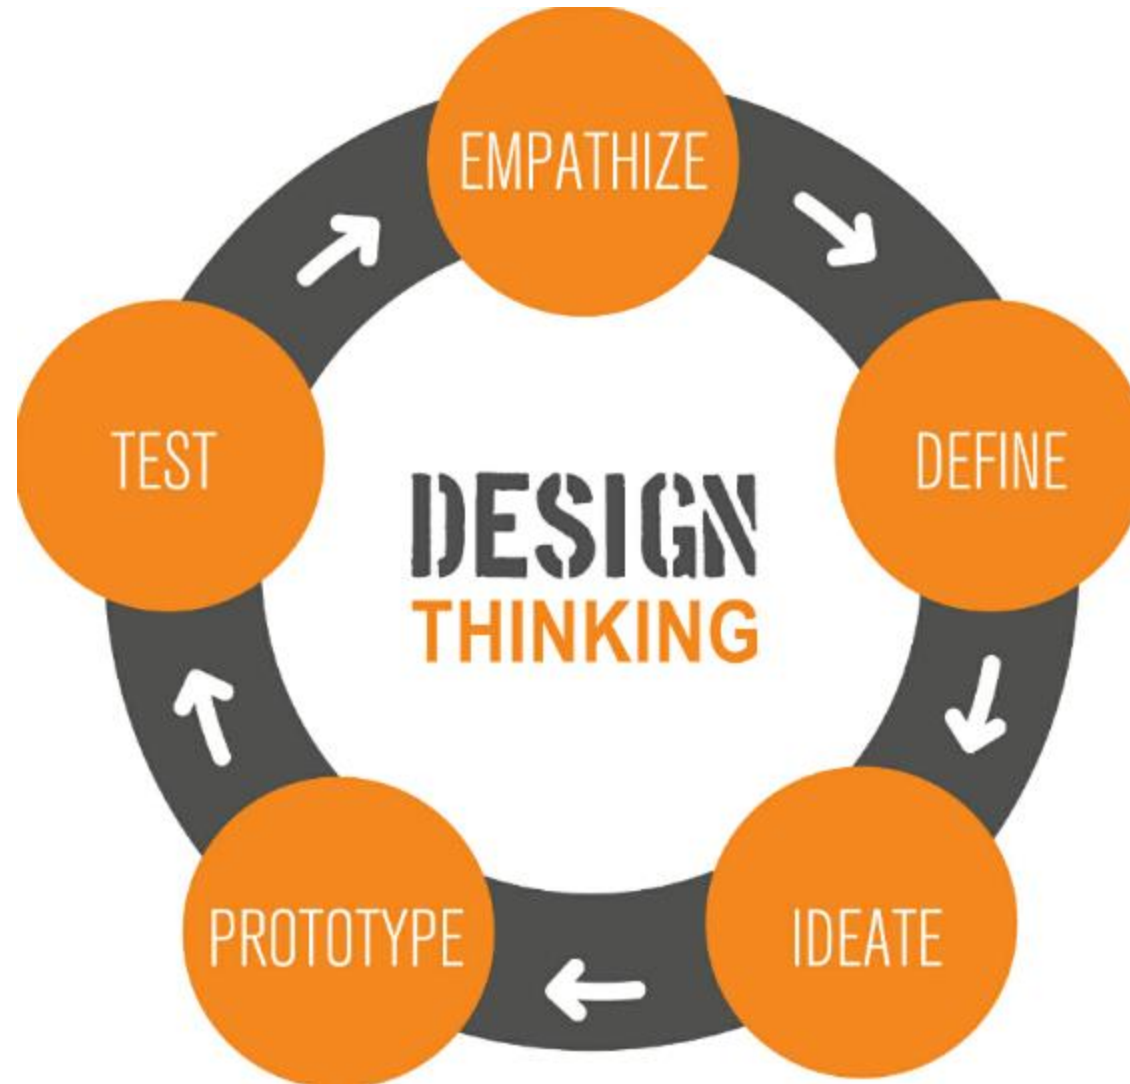 EMPATHIZE
DEFINE
IDEATE
PROTOTYPE
TEST
DESIGN
THINKING